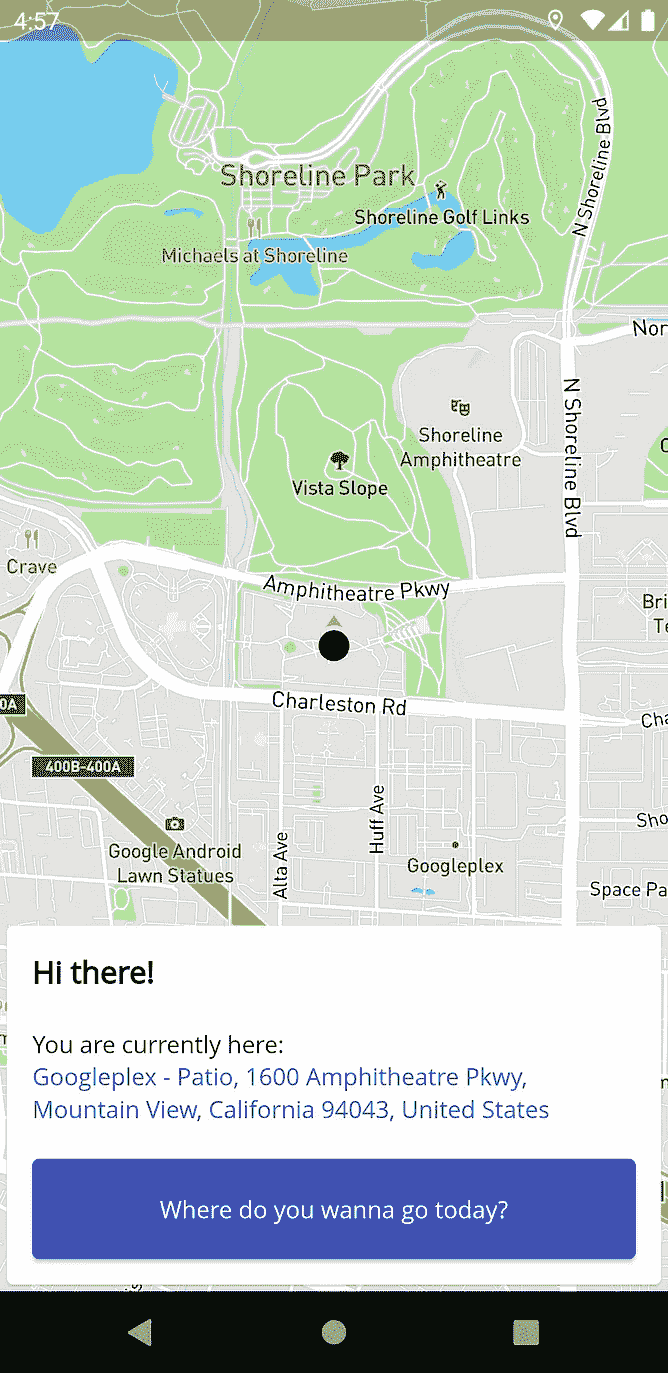 4:57
N Shoreline Blvd
Shoreline Park
Shoreline Golf Links
Michaels at Shoreline
Nor
N Shoreline Blvd
Shoreline
Amphitheatre
Vista Slope
Crave
Amphitheatre Pkwy
Bri
Te
0A
Charleston Rd
Cha
400B-400A
Huff Ave
Sho
Alta Ave
Google Android
Lawn Statues
Googleplex
Space Pa
Hi there!
You are currently here:
Googleplex - Patio, 1600 Amphitheatre Pkwy,
Mountain View, California 94043, United States
Where do you wanna go today?